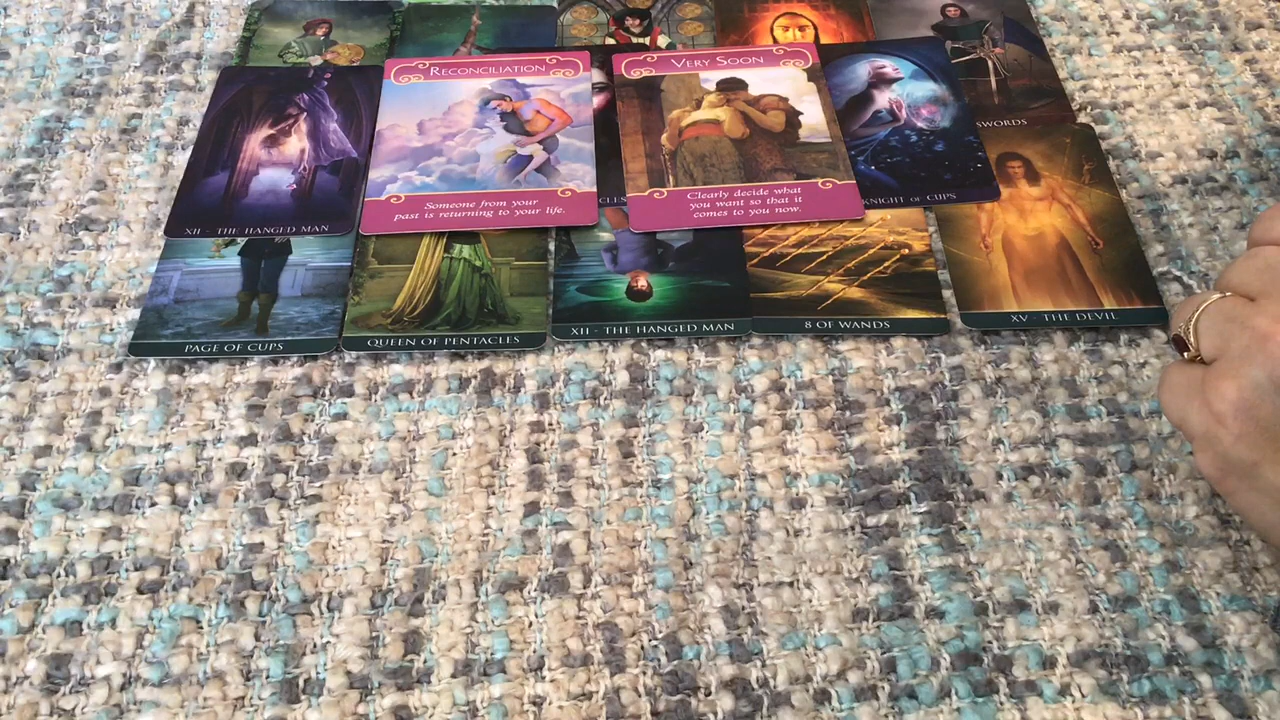 RECONCILIATION
Someone from your
past is returning to your life.
VERY SOON
Clearly decide what
you want so that it
comes to you now.
SWORDS
XII - THE HANGED MAN
CLES
KNIGHT OF CUPS
PAGE OF CUPS
QUEEN OF PENTACLES
XII - THE HANGED MAN
8 OF WANDS
XV - THE DEVIL